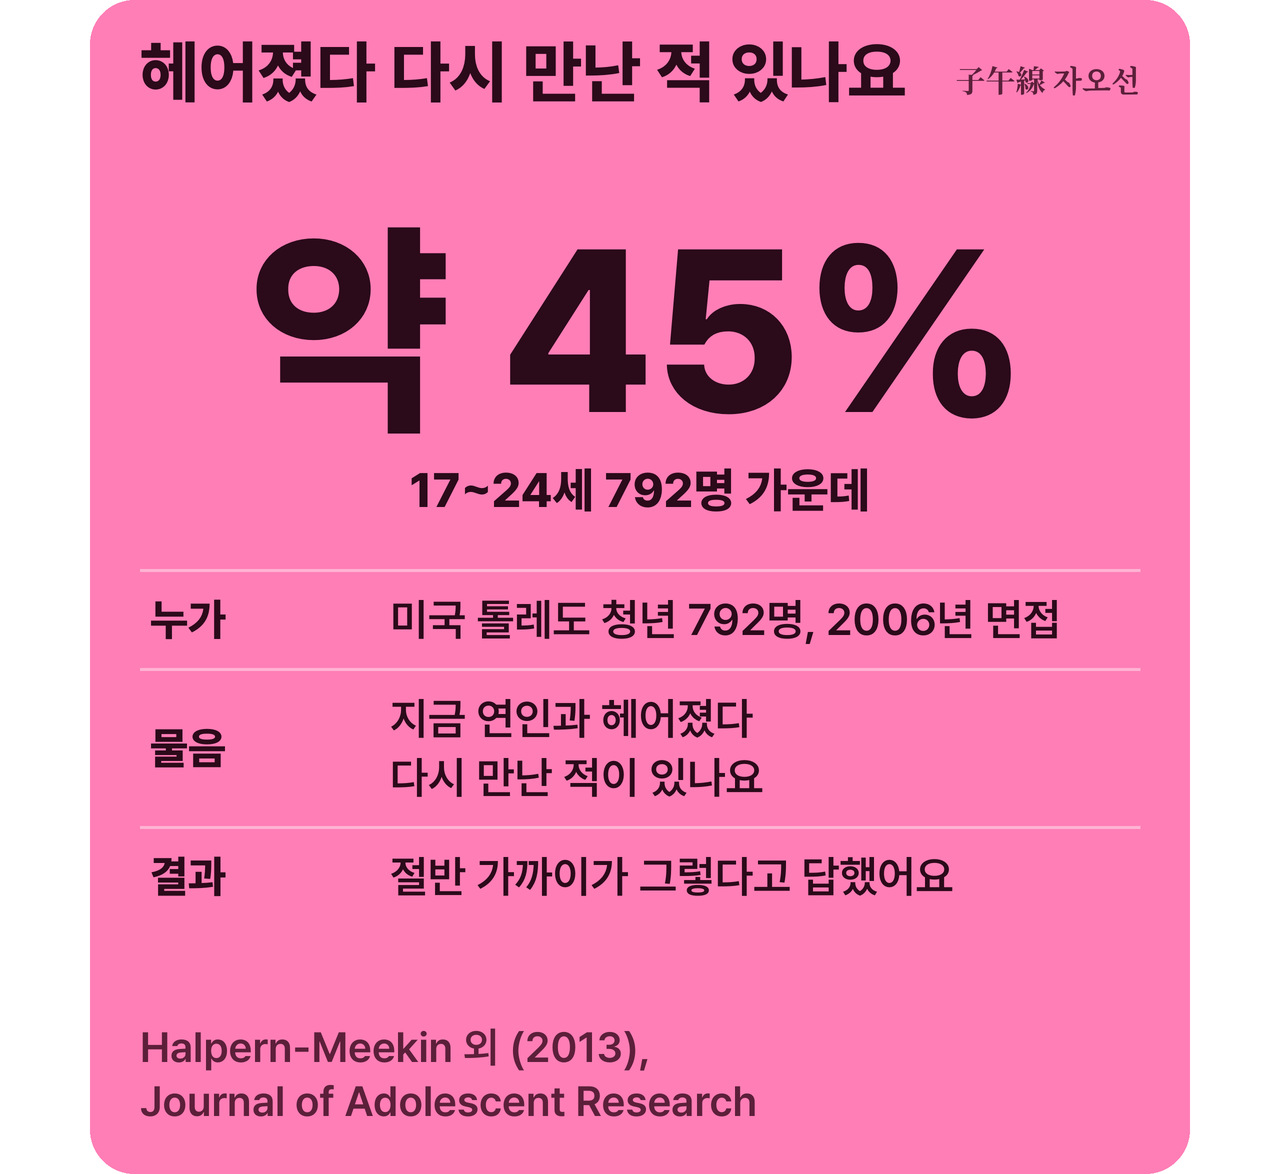 헤어졌다 다시 만난 적 있나요
子午線 자오선
약 45%
17~24세 792명 가운데
누가
미국 톨레도 청년 792명, 2006년 면접
물음
지금 연인과 헤어졌다
다시 만난 적이 있나요
결과
절반 가까이가 그렇다고 답했어요
Halpern-Meekin 외 (2013),
Journal of Adolescent Research